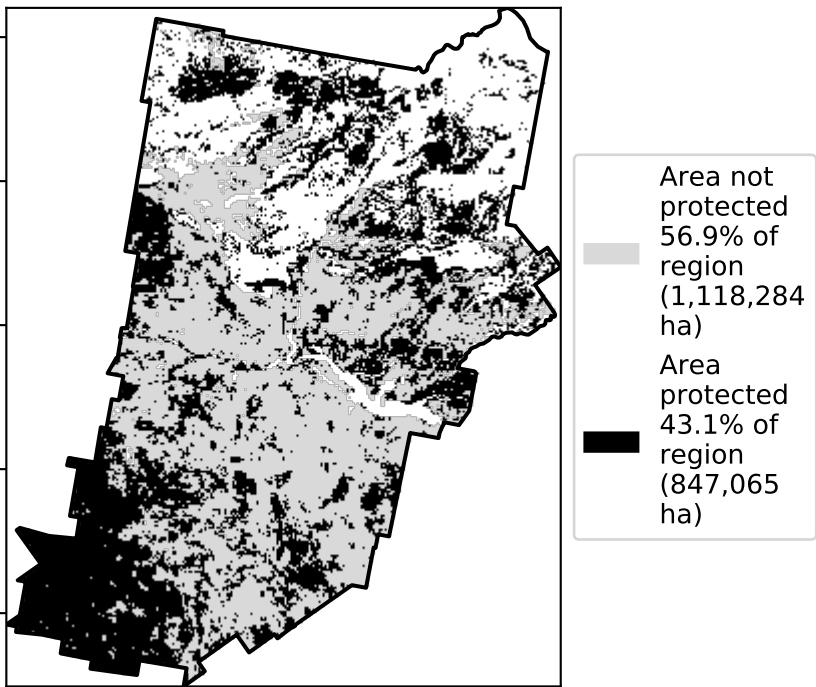 Area not
protected
56.9% of
region
(1,118,284
ha)
Area
protected
43.1% of
region
(847,065
ha)